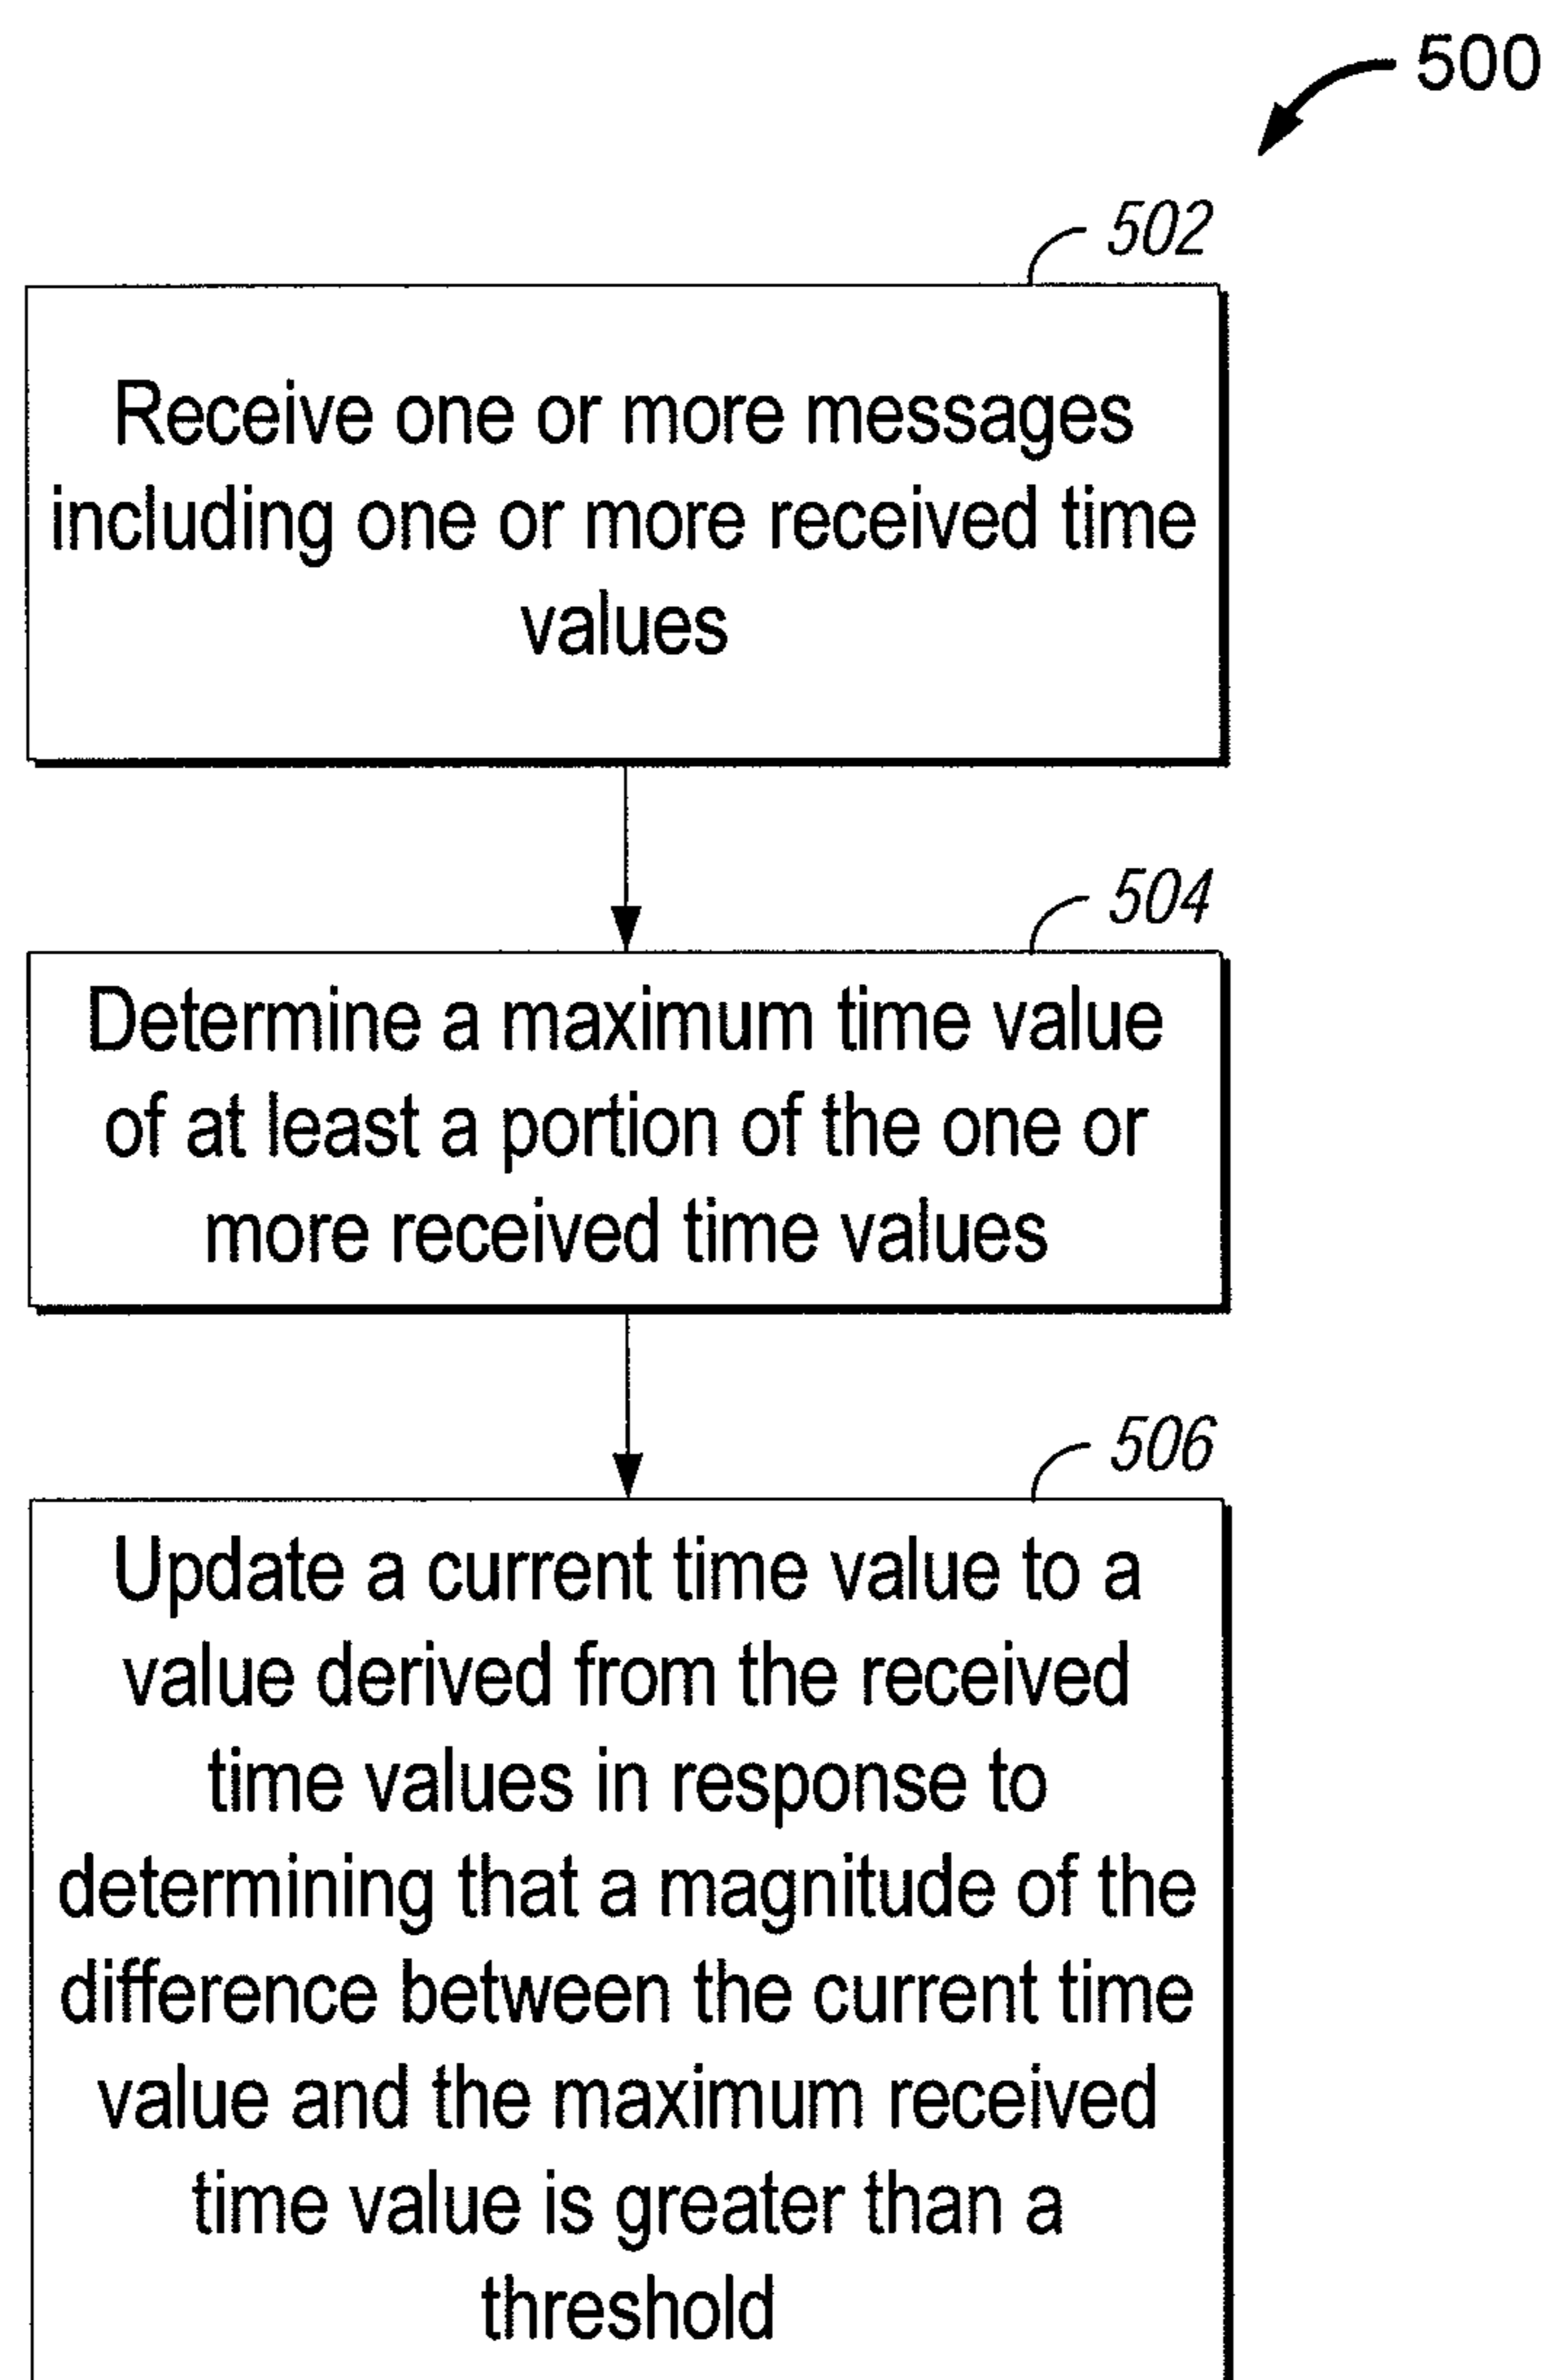 500
502
Receive one or more messages
including one or more received time
values
504
Determine a maximum time value
of at least a portion of the one or
more received time values
506
Update a current time value to a
value derived from the received
time values in response to
determining that a magnitude of the
difference between the current time
value and the maximum received
time value is greater than a
threshold